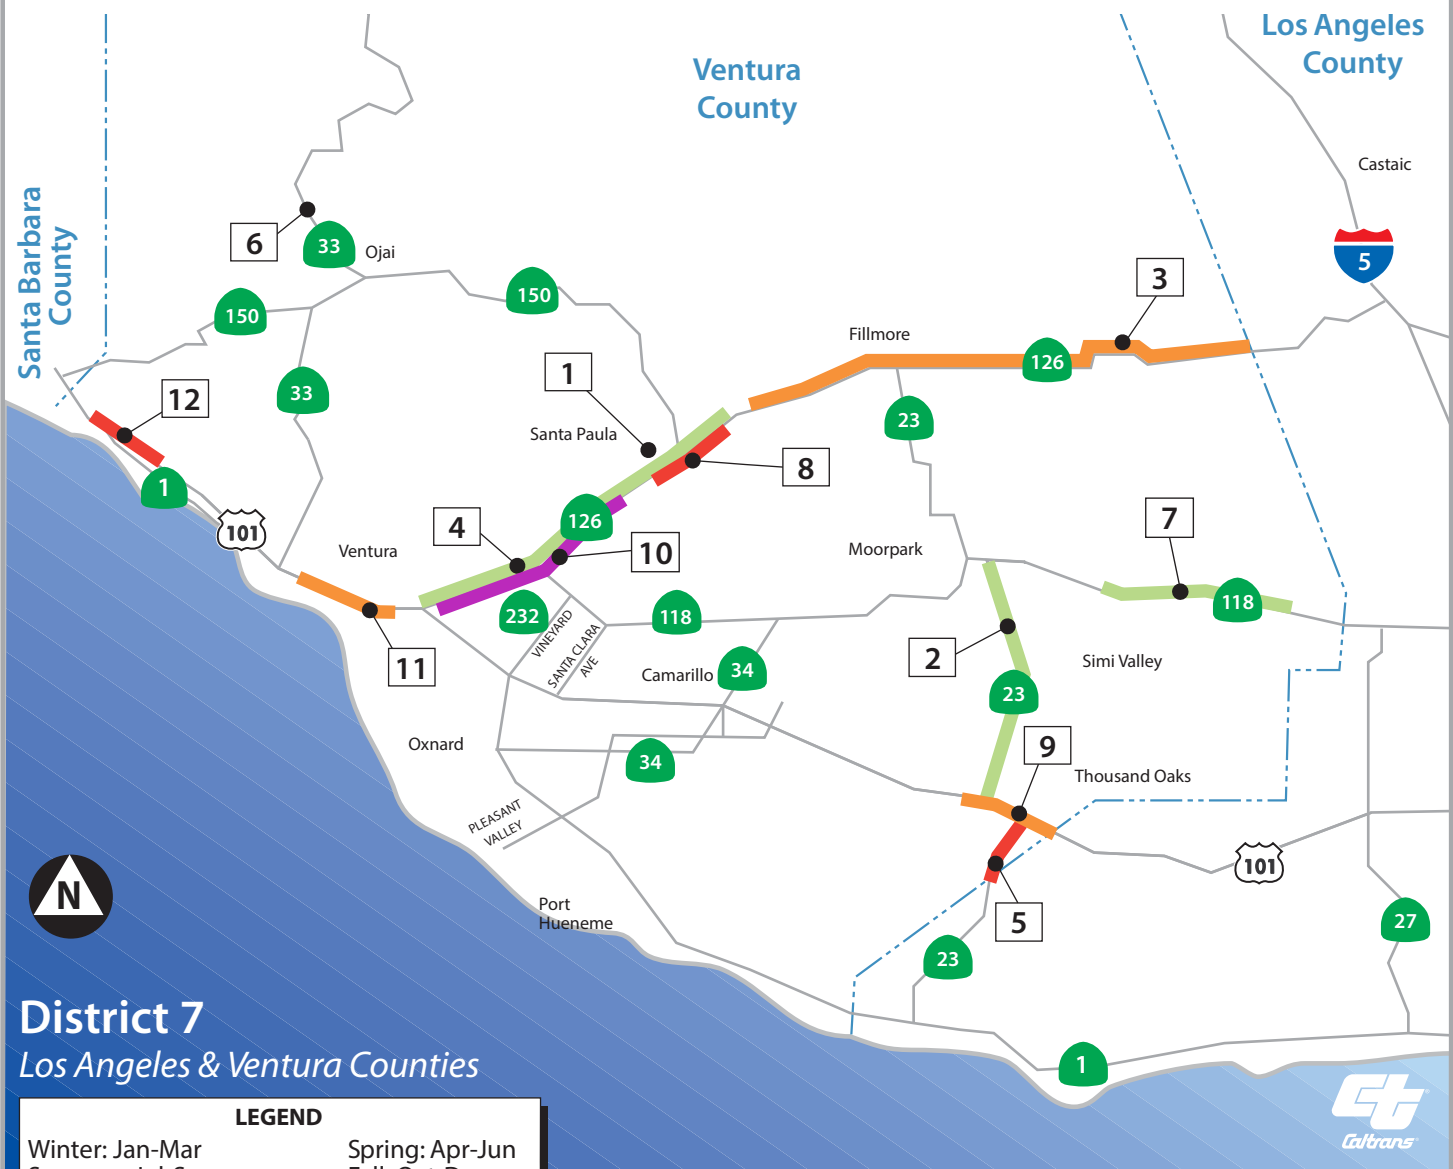 Los Angeles
County
Ventura
County
Castaic
Santa Barbara
County
6
33
Ojai
5
3
150
150
Fillmore
126
1
33
12
23
Santa Paula
8
1
126
7
4
101
Ventura
10
Moorpark
118
232
118
VINEYARD
SANTA CLARA
AVE
2
11
Camarillo
34
Simi Valley
23
Oxnard
9
34
Thousand Oaks
PLEASANT
VALLEY
101
N
Port
Hueneme
5
27
23
District 7
Los Angeles & Ventura Counties
1
LEGEND
Caltrans
Winter: Jan-Mar
Spring: Apr-Jun